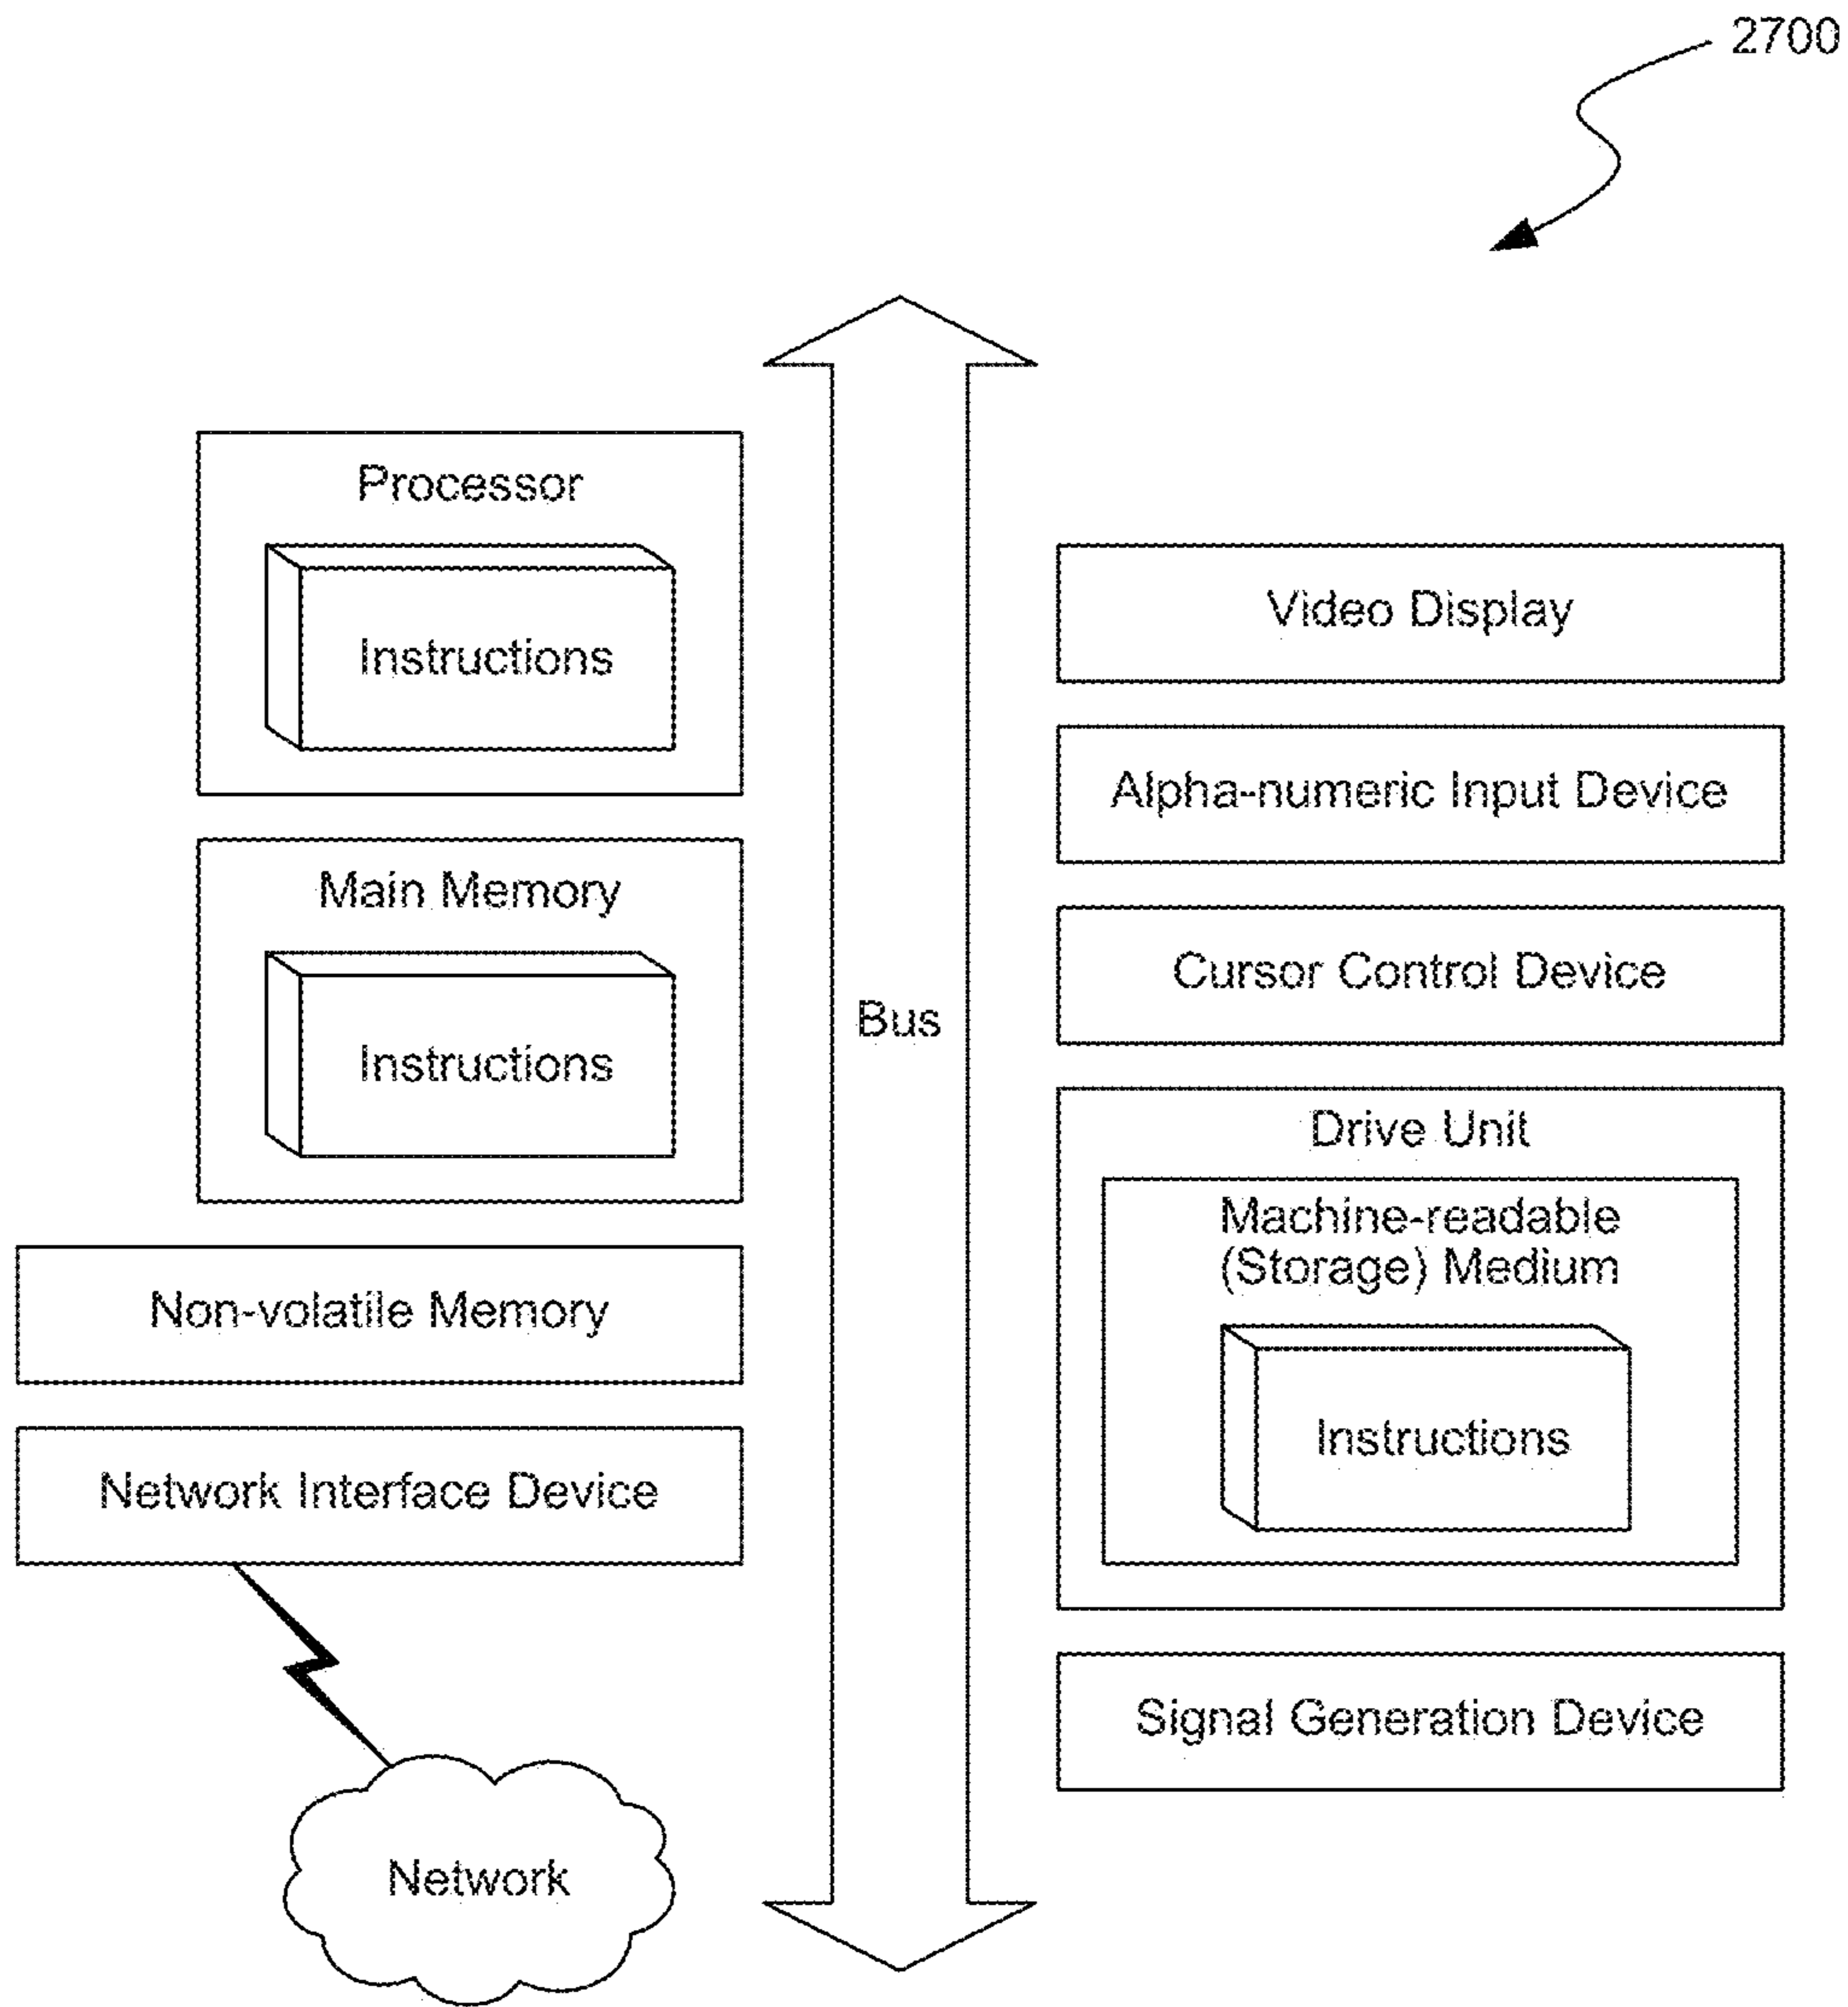 2700
Processor
Instructions
Main Memory
Instructions
Non-volatile Memory
Network Interface Device
Network
Bus
Video Display
Alpha-numeric Input Device
Cursor Control Device
Drive Unit
Machine-readable
(Storage) Medium
Instructions
Signal Generation Device